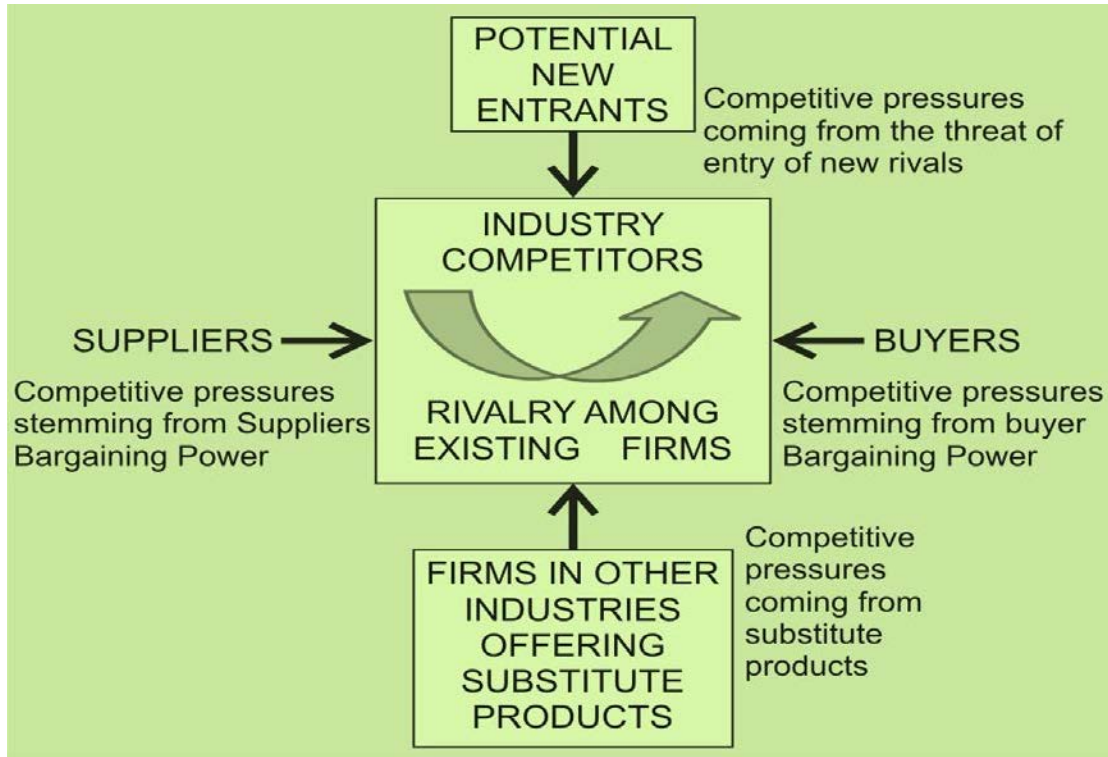 POTENTIAL
NEW
ENTRANTS
Competitive pressures
coming from the threat of
entry of new rivals
INDUSTRY
COMPETITORS
SUPPLIERS
Competitive pressures
stemming from Suppliers
Bargaining Power
RIVALRY AMONG
EXISTING FIRMS
BUYERS
Competitive pressures
stemming from buyer
Bargaining Power
FIRMS IN OTHER
INDUSTRIES
OFFERING
SUBSTITUTE
PRODUCTS
Competitive
pressures
coming from
substitute
products